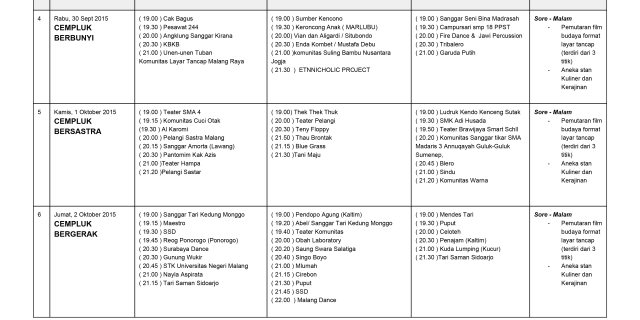 4
Rabu, 30 Sept 2015
CEMPLUK
BERBUNYI
( 19.00 ) Cak Bagus
( 19.30 ) Pesawat 244
( 20.00 ) Angklung Sanggar Kirana
( 20.30 ) KBKB
( 21.00 ) Unen-unen Tuban
Komunitas Layar Tancap Malang Raya
(19.00 ) Sumber Kencono
( 19.30 ) Keroncong Anak ( MARLUBU)
( 20.00) Vian dan Aligardi / Situbondo
( 20.30 ) Enda Kombet / Mustafa Debu
( 21.00 )komunitas Suling Bambu Nusantara
Jogja
( 21.30 ) ETNNICHOLIC PROJECT
( 19.00 ) Sanggar Seni Bina Madrasah
( 19.30 ) Campursari smp 18 PPST
( 20.00 ) Fire Dance & Jawi Percussion
( 20.30 ) Tribalero
( 21.00 ) Garuda Putih
Sore - Malam
- Pemutaran film
budaya format
layar tancap
(terdiri dari 3
titik)
- Aneka stan
Kuliner dan
Kerajinan
5
Kamis, 1 Oktober 2015
CEMPLUK
BERSASTRA
( 19.00 ) Teater SMA 4
( 19.15 ) Komunitas Cuci Otak
(19.30 ) Al Karomi
( 20.00 ) Pelangi Sastra Malang
( 20.15 ) Sanggar Amorta (Lawang)
( 20.30 ) Pantomim Kak Azis
( 21.00 )Teater Hampa
( 21.20 )Pelangi Sastar
( 19.00) Thek Thek Thuk
( 20.00 ) Teater Pelangi
( 20.30 ) Teny Floppy
( 21.50 ) Thau Brontak
( 21.15 ) Blue Grass
( 21.30 )Tani Maju
( 19.00 ) Ludruk Kendo Kenceng Sutak
( 19.30 ) SMK Adi Husada
( 19.50 ) Teater Brawijaya Smart Schil
( 20.20 ) Komunitas Sanggar tikar SMA
Madaris 3 Annuqayah Guluk-Guluk
Sumenep,
( 20.45 ) Blero
( 21.00 ) Sindu
( 21.20 ) Komunitas Warna
Sore - Malam
- Pemutaran film
budaya format
layar tancap
(terdiri dari 3
titik)
- Aneka stan
Kuliner dan
Kerajinan
6
Jumat, 2 Oktober 2015
CEMPLUK
BERGERAK
( 19.00 ) Sanggar Tari Kedung Monggo
( 19.15 ) Maestro
( 19.30 ) SSD
( 19.45 ) Reog Ponorogo (Ponorogo)
( 20.30 ) Surabaya Dance
( 20.30 ) Gunung Wukir
( 20.45 ) STK Universitas Negeri Malang
( 21.00 ) Nayla Aspirata
( 21.15 ) Tari Saman Sidoarjo
( 19.00 ) Pendopo Agung (Kaltim)
( 19.20 ) Abeli Sanggar Tari Kedung Monggo
( 19.40 ) Teater Komunitas
( 20.00 ) Obah Laboratory
( 20.20 ) Saung Swara Salatiga
( 20.40 ) Singo Boyo
( 21.00 ) Mlumah
( 21.15 ) Cirebon
( 21.30 ) Puput
( 21.45 ) SSD
( 22.00 ) Malang Dance
( 19.00 ) Mendes Tari
( 19.30 ) Puput
( 20.00 ) Celoteh
( 20.30 ) Penajam (Kaltim)
( 21.00 ) Kuda Lumping (Kucur)
( 21.30 )Tari Saman Sidoarjo
Sore - Malam
- Pemutaran film
budaya format
layar tancap
(terdiri dari 3
titik)
- Aneka stan
Kuliner dan
Kerajinan